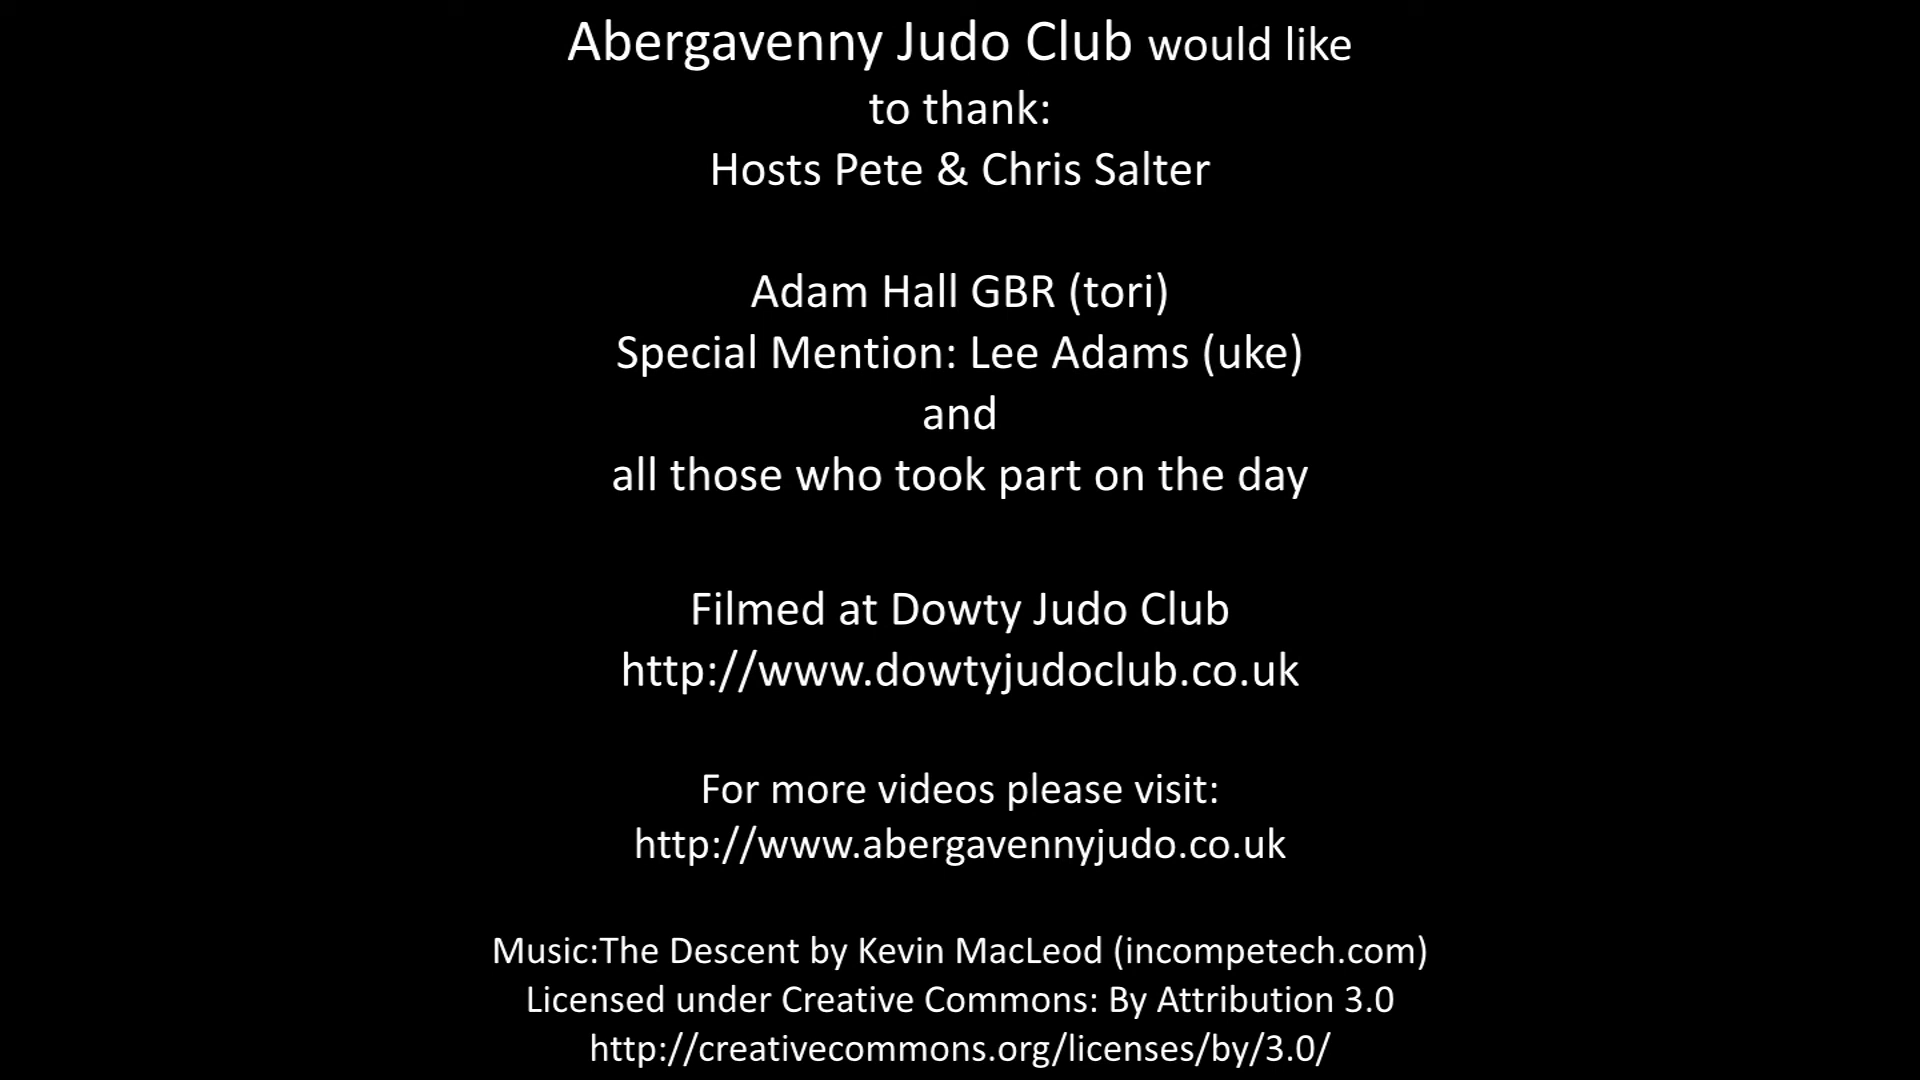 Abergavenny Judo Club would like
to thank:
Hosts Pete & Chris Salter
Adam Hall GBR (tori)
Special Mention: Lee Adams (uke)
and
all those who took part on the day
Filmed at Dowty Judo Club
http://www.dowtyjudoclub.co.uk
For more videos please visit:
http://www.abergavennyjudo.co.uk
Music:The Descent by Kevin MacLeod (incompetech.com)
Licensed under Creative Commons: By Attribution 3.0
http://creativecommons.org/licenses/by/3.0/